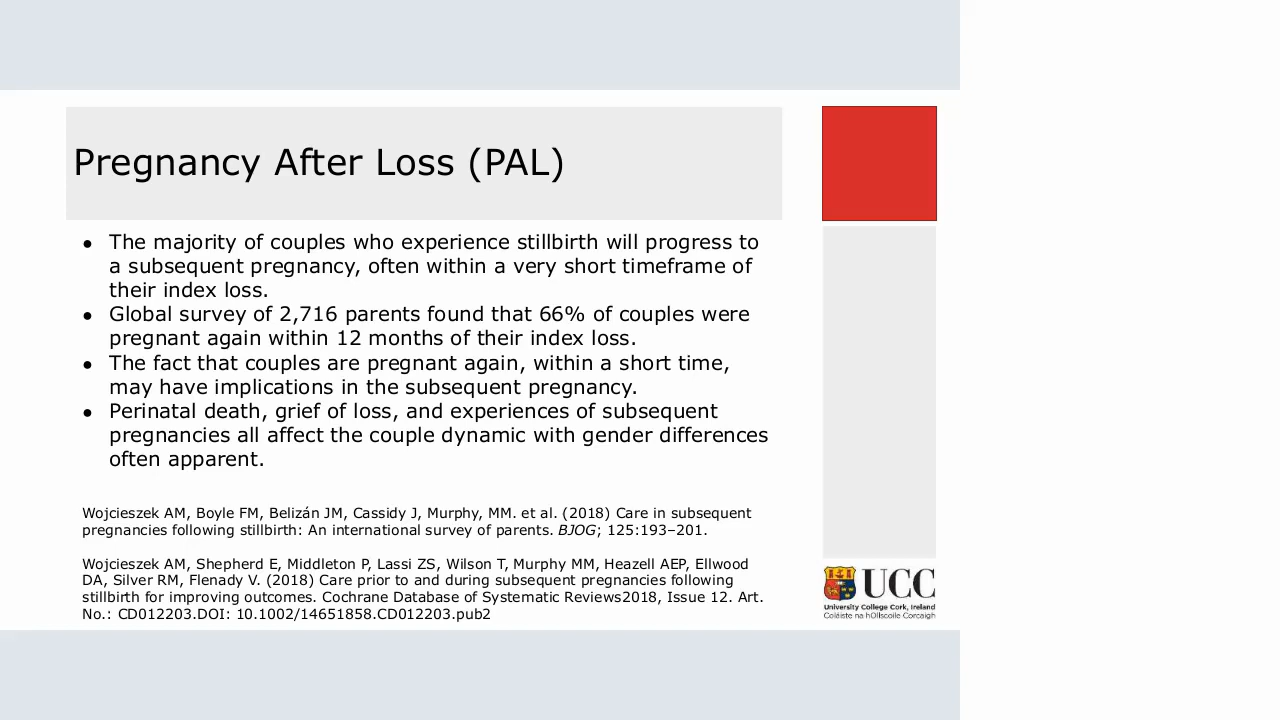 Pregnancy After Loss (PAL)
● The majority of couples who experience stillbirth will progress to
a subsequent pregnancy, often within a very short timeframe of
their index loss.
● Global survey of 2,716 parents found that 66% of couples were
pregnant again within 12 months of their index loss.
● The fact that couples are pregnant again, within a short time,
may have implications in the subsequent pregnancy.
● Perinatal death, grief of loss, and experiences of subsequent
pregnancies all affect the couple dynamic with gender differences
often apparent.
Wojcieszek AM, Boyle FM, Belizán JM, Cassidy J, Murphy, MM. et al. (2018) Care in subsequent
pregnancies following stillbirth: An international survey of parents. BJOG; 125:193–201.
Wojcieszek AM, Shepherd E, Middleton P, Lassi ZS, Wilson T, Murphy MM, Heazell AEP, Ellwood
DA, Silver RM, Flenady V. (2018) Care prior to and during subsequent pregnancies following
stillbirth for improving outcomes. Cochrane Database of Systematic Reviews2018, Issue 12. Art.
No.: CD012203.DOI: 10.1002/14651858.CD012203.pub2
UCC
University College Cork, Ireland
Coláiste na hOllscoile Corcaigh